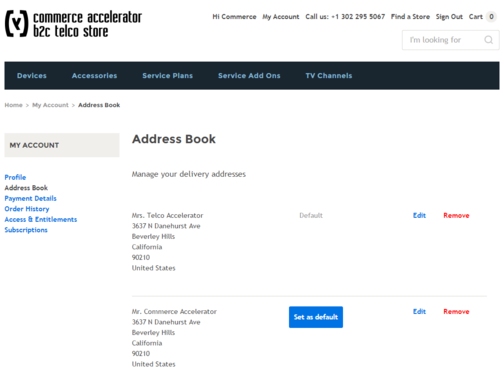 commerce accelerator
b2c telco store
Hi Commerce My Account Call us: +1 302 295 5067 Find a Store Sign Out Cart 0
I'm looking for
Devices Accessories Service Plans Service Add Ons TV Channels
Home > My Account > Address Book
MY ACCOUNT
Profile
Address Book
Payment Details
Order History
Access & Entitlements
Subscriptions
Address Book
Manage your delivery addresses
Mrs. Telco Accelerator Default Edit Remove
3637 N Danehurst Ave
Beverley Hills
California
90210
United States
Mr. Commerce Accelerator Set as default Edit Remove
3637 N Danehurst Ave
Beverley Hills
California
90210
United States